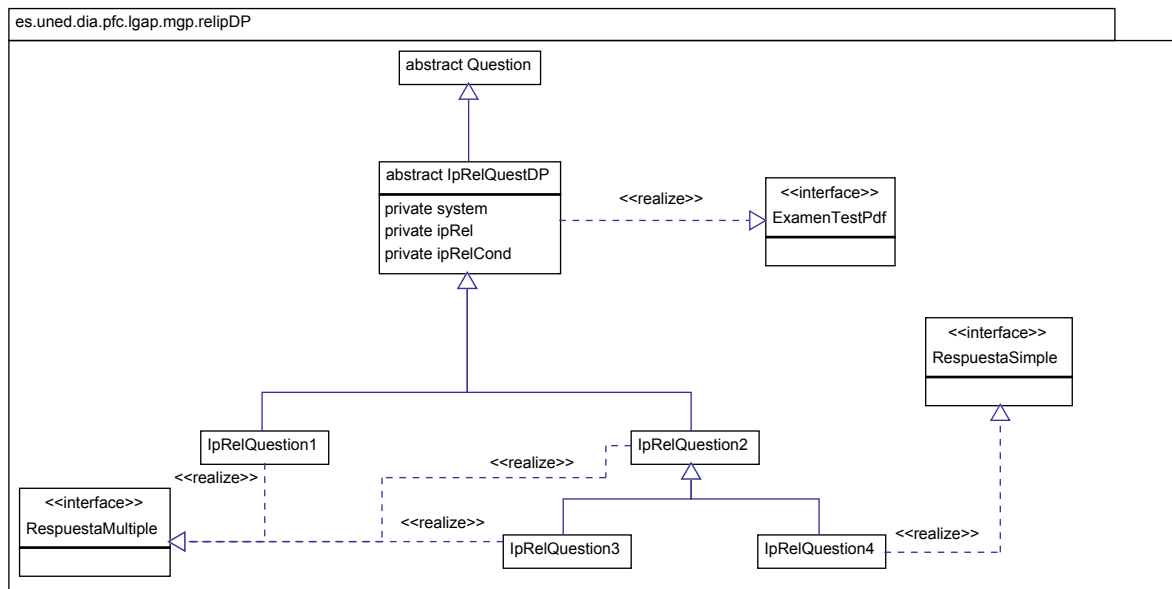 es.uned.dia.pfc.lgap.mgp.relipDP
abstract Question
abstract IpRelQuestDP
private system
private ipRel
private ipRelCond
<<realize>>
<<interface>>
ExamenTestPdf
<<interface>>
RespuestaSimple
IpRelQuestion1
IpRelQuestion2
<<realize>>
<<realize>>
<<interface>>
RespuestaMultiple
<<realize>>
IpRelQuestion3
IpRelQuestion4
<<realize>>